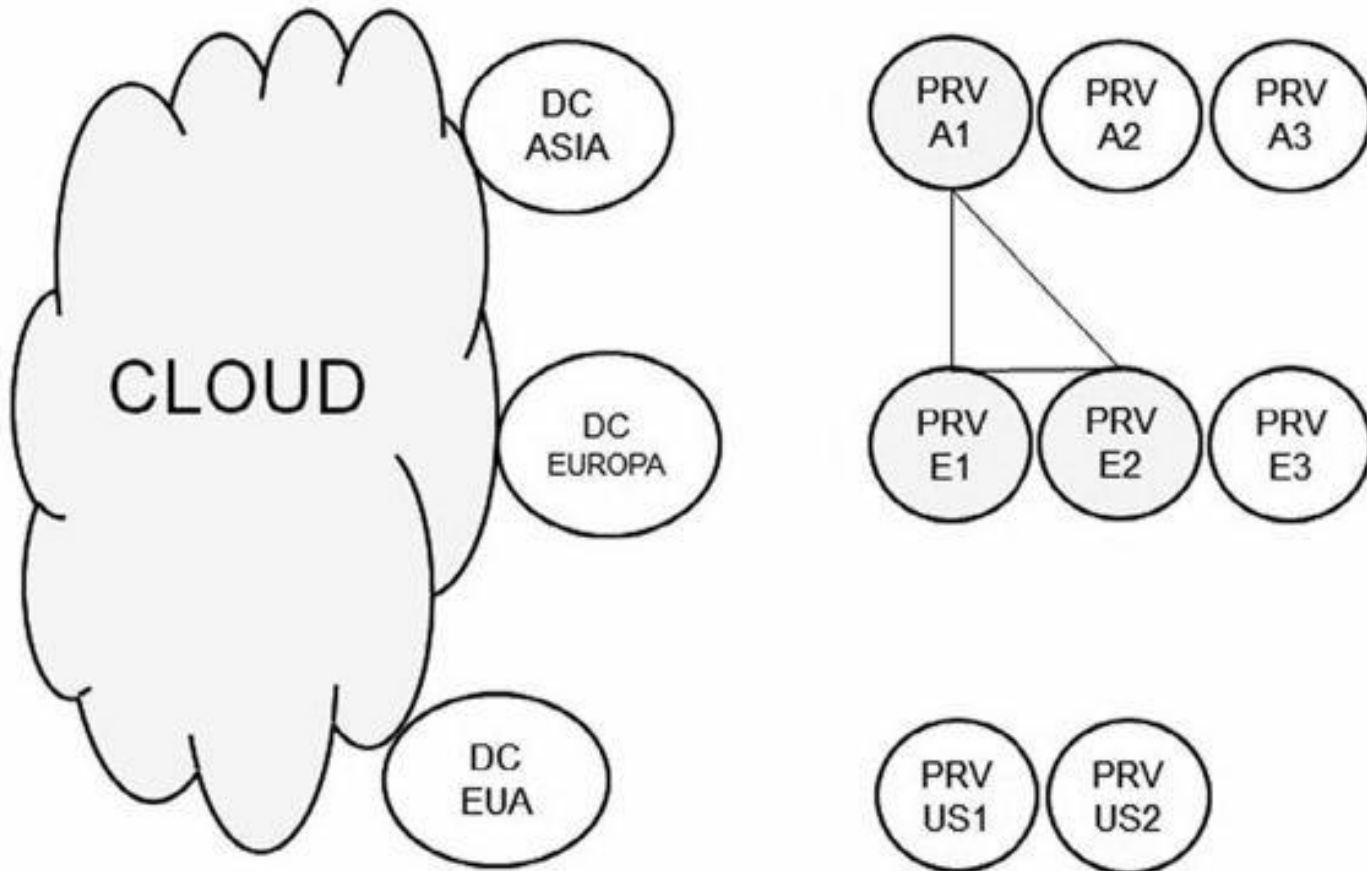 DC
ASIA
PRV
A1
PRV
A2
PRV
A3
CLOUD
DC
EUROPA
PRV
E1
PRV
E2
PRV
E3
DC
EUA
PRV
US1
PRV
US2